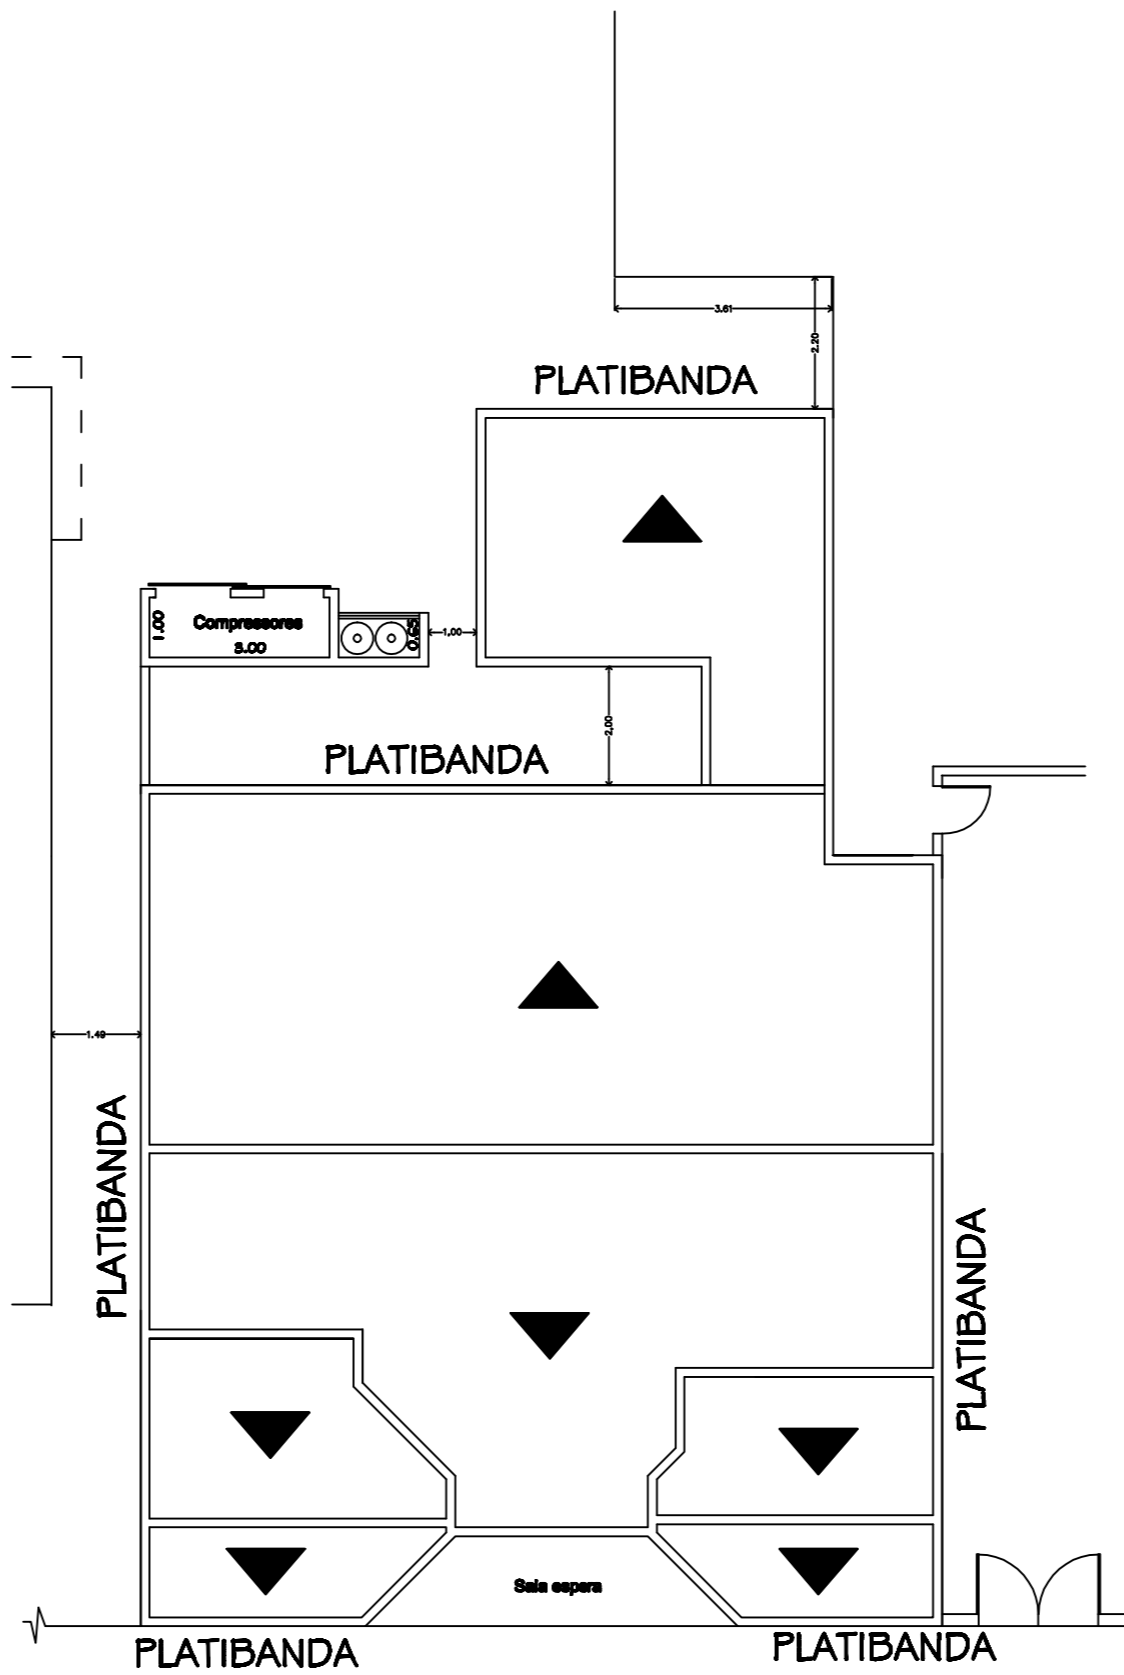 3.61
2.20
PLATIBANDA
1.00
Compressores
3.00
0.65
1,00
2,00
PLATIBANDA
1.49
PLATIBANDA
PLATIBANDA
Sala espera
PLATIBANDA
PLATIBANDA